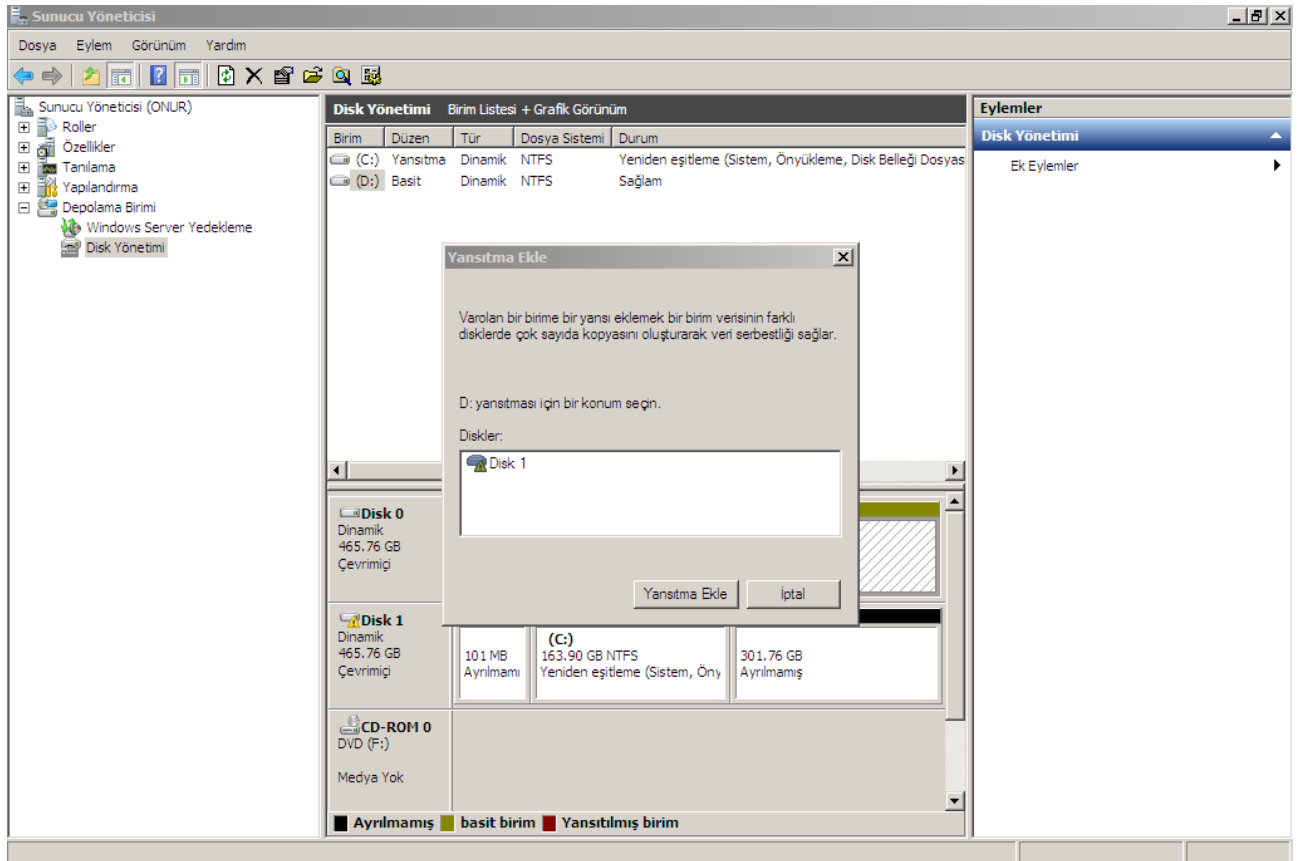 Sunucu Yöneticisi
Dosya Eylem Görünüm Yardım
Sunucu Yöneticisi (ONUR)
Roller
Özellikler
Tanılama
Yapılandırma
Depolama Birimi
Windows Server Yedekleme
Disk Yönetimi
Disk Yönetimi Birim Listesi + Grafik Görünüm
Birim Düzen Tür Dosya Sistemi Durum
(C:) Yansıtma Dinamik NTFS Yeniden eşitleme (Sistem, Önyükleme, Disk Belleği Dosyas
(D:) Basit Dinamik NTFS Sağlam
Yansıtma Ekle
Varolan bir birime bir yansı eklemek bir birim verisinin farklı
disklerde çok sayıda kopyasını oluşturarak veri serbestliği sağlar.
D: yansıtması için bir konum seçin.
Diskler:
Disk 1
Yansıtma Ekle İptal
Disk 0
Dinamik
465.76 GB
Çevrimiçi
Disk 1
Dinamik
465.76 GB
Çevrimiçi
101 MB
Ayrılmamı
(C:)
163.90 GB NTFS
Yeniden eşitleme (Sistem, Öny
301.76 GB
Ayrılmamış
CD-ROM 0
DVD (F:)
Medya Yok
Ayrılmamış basit birim Yansıtılmış birim
Eylemler
Disk Yönetimi
Ek Eylemler